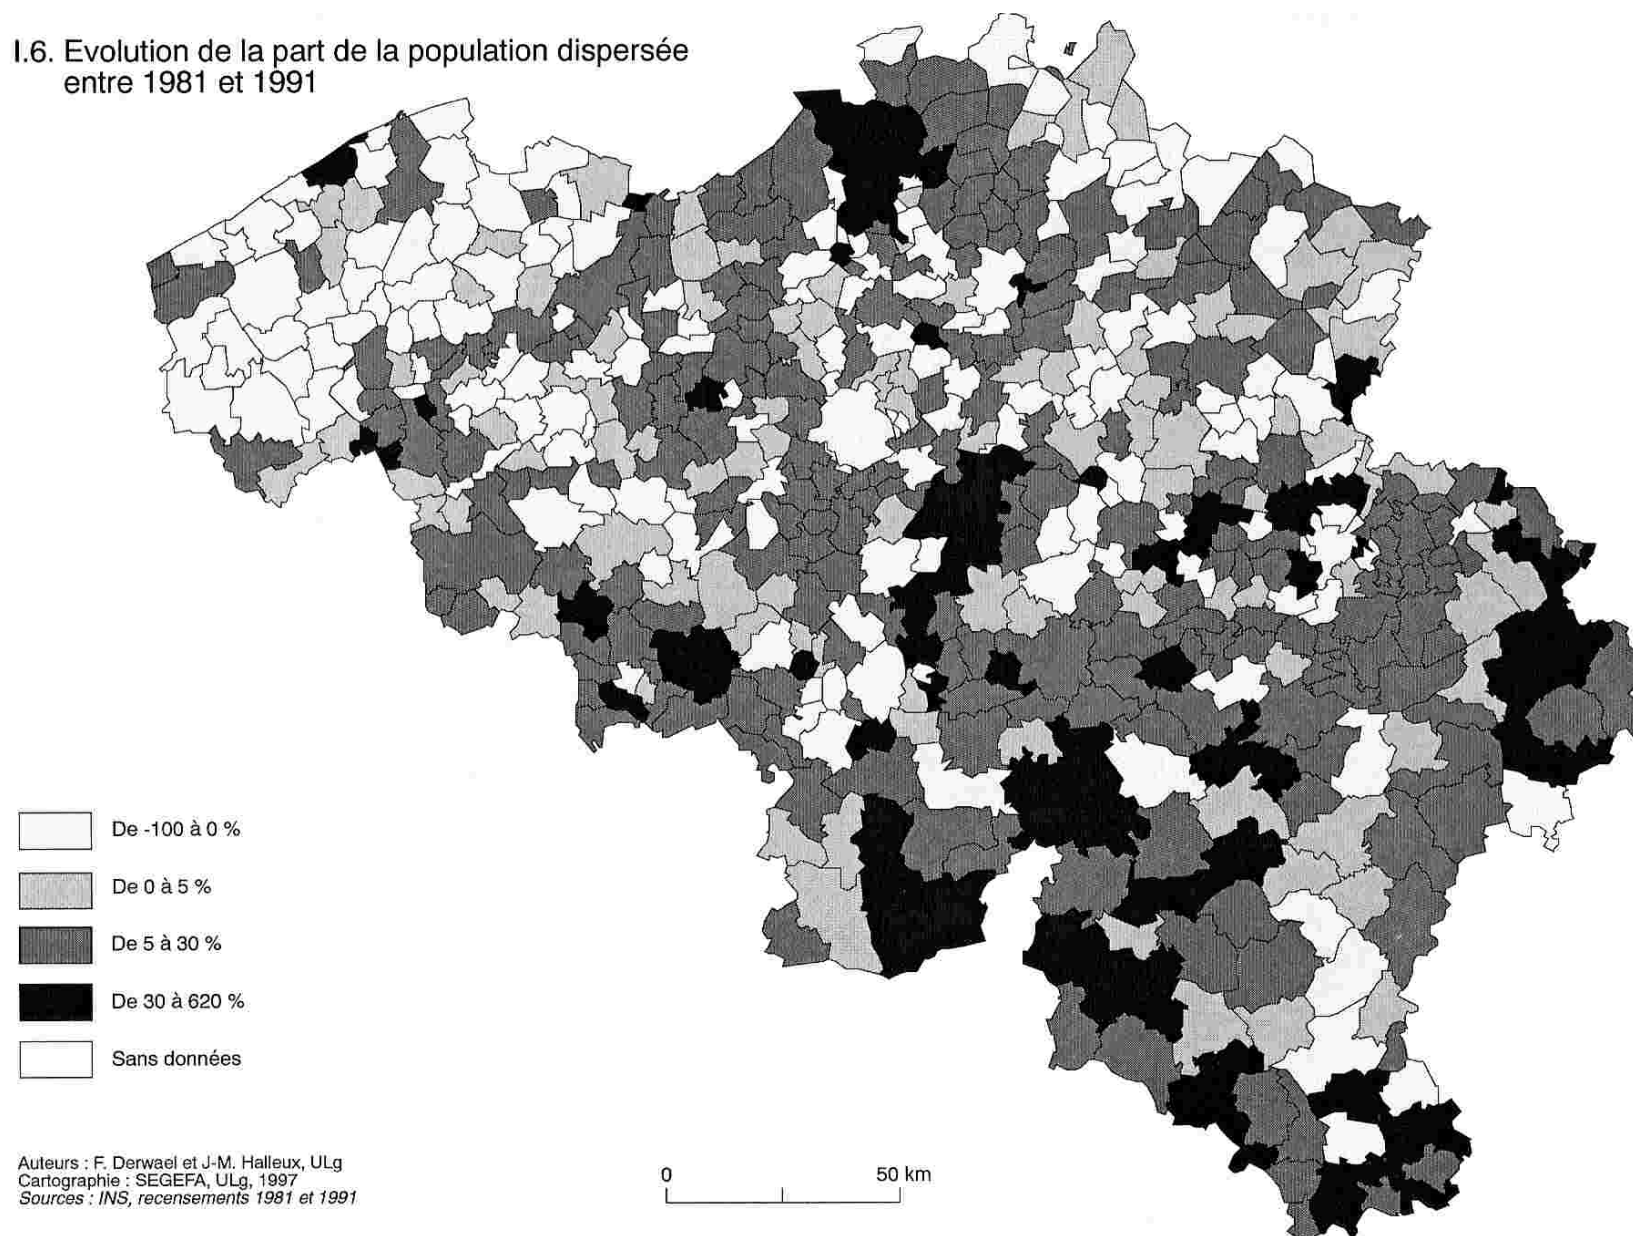 I.6. Evolution de la part de la population dispersée
entre 1981 et 1991
De -100 à 0 %
De 0 à 5 %
De 5 à 30 %
De 30 à 620 %
Sans données
Auteurs : F. Derwael et J-M. Halleux, ULg
Cartographie : SEGEFA, ULg, 1997
Sources : INS, recensements 1981 et 1991
0 50 km